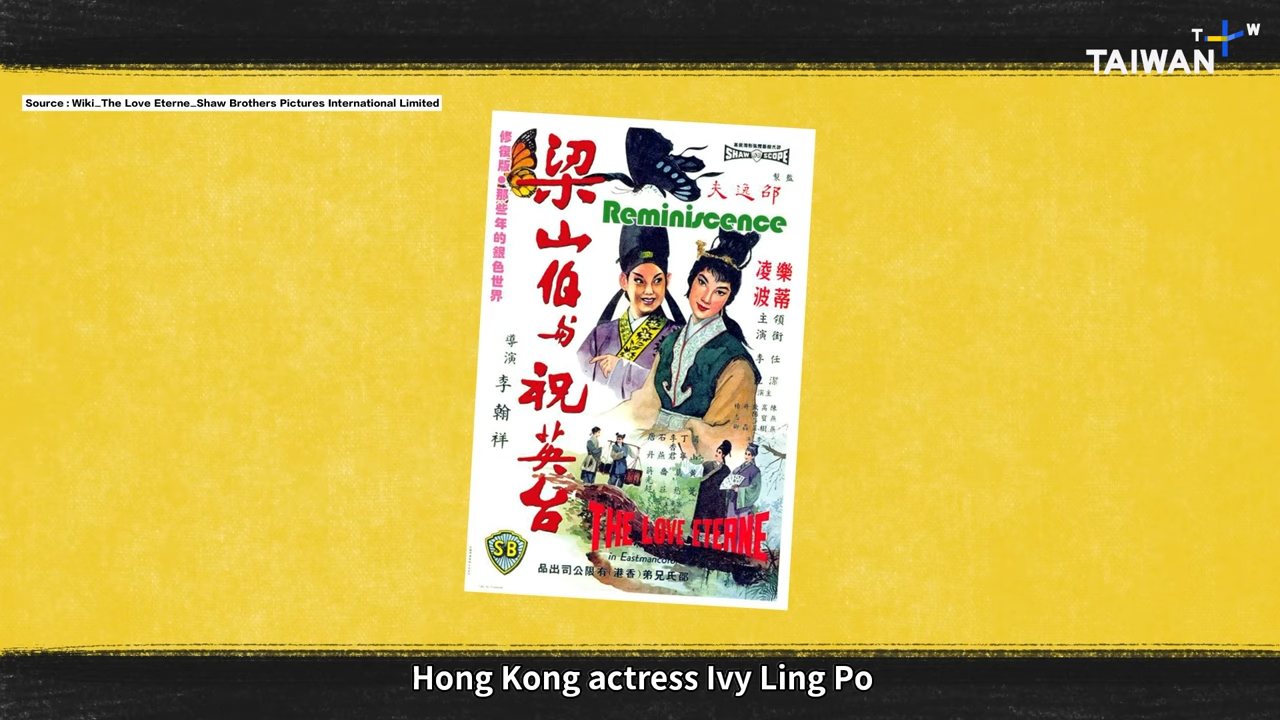 T W
TAIWAN
Source : Wiki_The Love Eterne_Shaw Brothers Pictures International Limited
修復版●那些年的銀色世界
梁山伯与祝英台
導演
李翰祥
SHAW SCOPE
監製
邵逸夫
Reminiscence
樂蒂
凌波
領銜
主演
THE LOVE ETERNE
in Eastmancolor
SB
邵氏兄弟(香港)有限公司出品
Hong Kong actress Ivy Ling Po